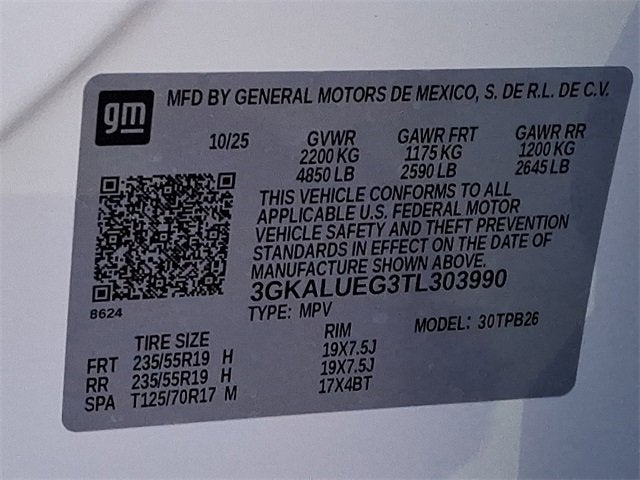 gm MFD BY GENERAL MOTORS DE MEXICO, S. DE R.L. DE C.V.
10/25 GVWR GAWR FRT GAWR RR
2200 KG 1175 KG 1200 KG
4850 LB 2590 LB 2645 LB
THIS VEHICLE CONFORMS TO ALL
APPLICABLE U.S. FEDERAL MOTOR
VEHICLE SAFETY AND THEFT PREVENTION
STANDARDS IN EFFECT ON THE DATE OF
MANUFACTURE SHOWN ABOVE.
3GKALUEG3TL303990
8624 TYPE: MPV MODEL: 30TPB26
TIRE SIZE RIM
FRT 235/55R19 H 19X7.5J
RR 235/55R19 H 19X7.5J
SPA T125/70R17 M 17X4BT